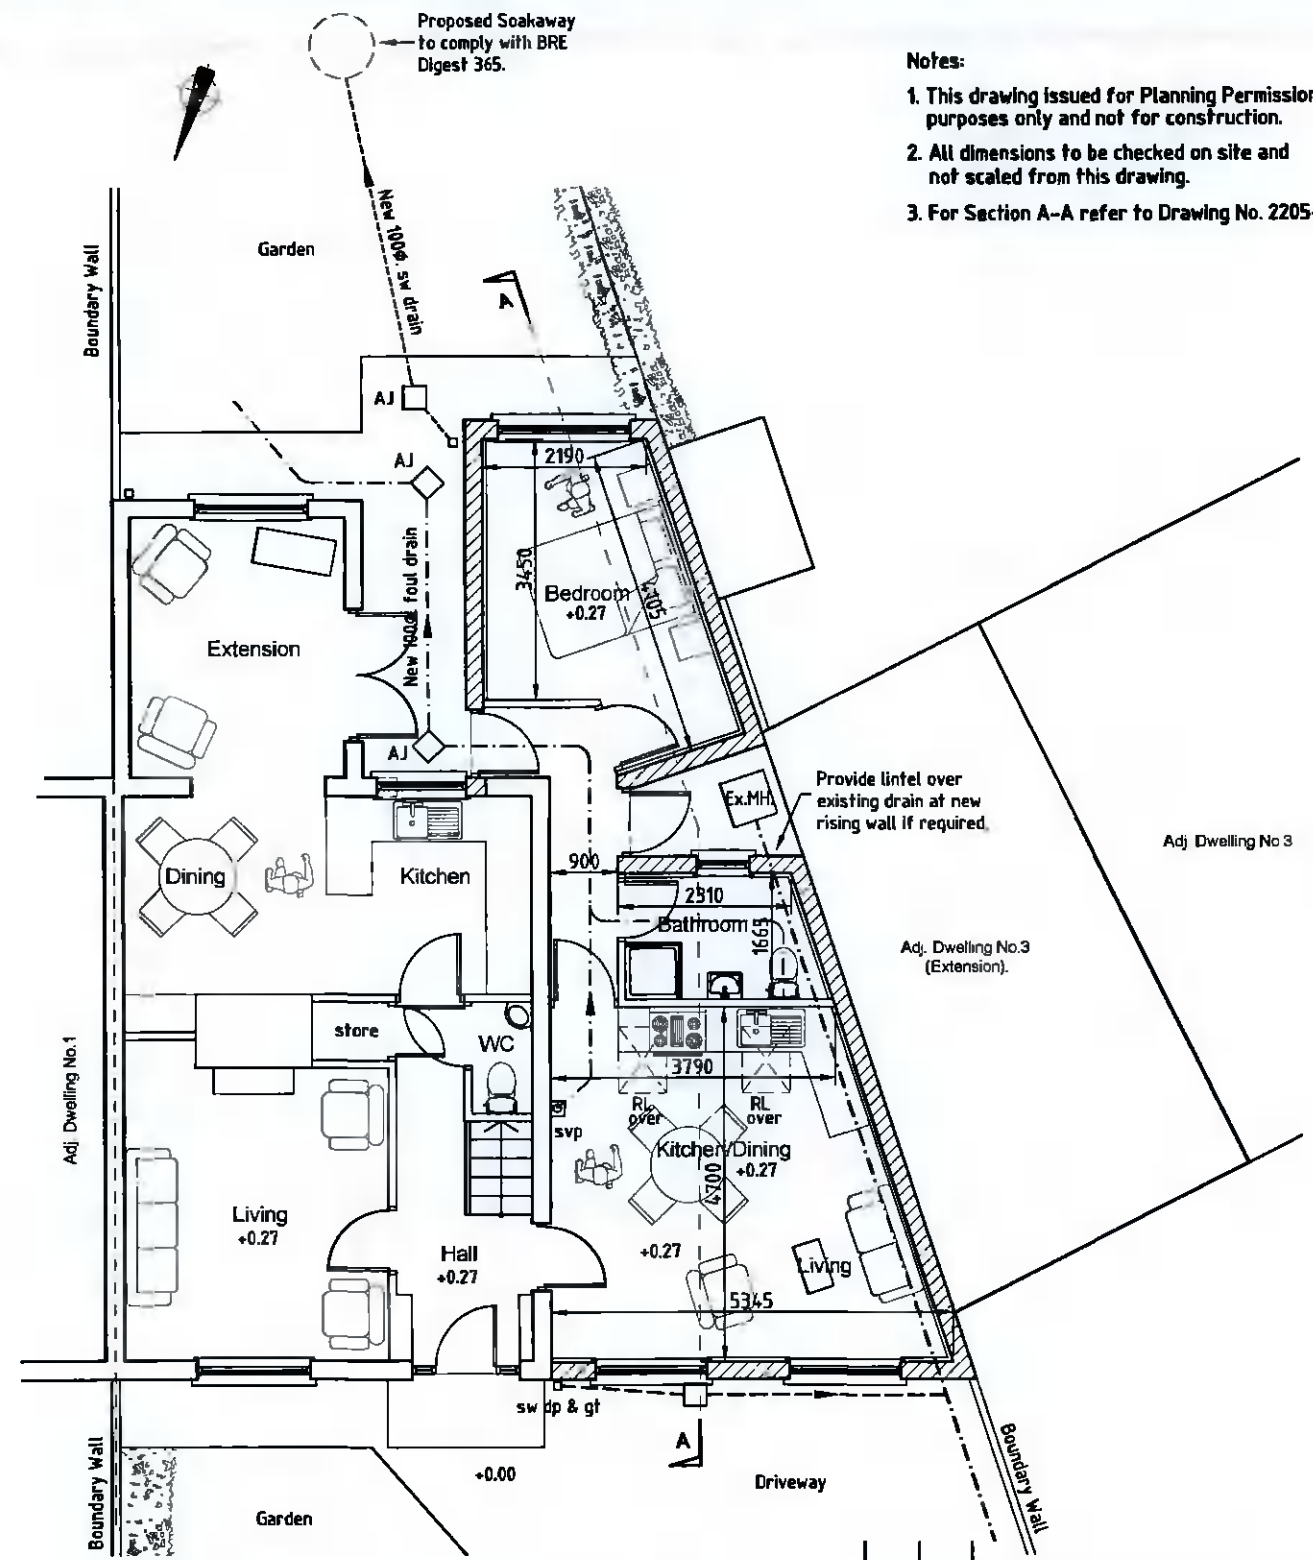 Proposed Soakaway
to comply with BRE
Digest 365.
Notes:
1. This drawing issued for Planning Permission
purposes only and not for construction.
2. All dimensions to be checked on site and
not scaled from this drawing.
3. For Section A-A refer to Drawing No. 2205-
Boundary Wall
Garden
New 100ø. sw drain
A
AJ
AJ
2190
3450
Bedroom
+0.27
New 100ø foul drain
Extension
AJ
Ex.MH.
Provide lintel over
existing drain at new
rising wall if required.
Adj Dwelling No 3
Dining
Kitchen
900
2310
Bathroom
1665
Adj. Dwelling No.3
(Extension).
store
WC
3790
Adj Dwelling No.1
RL
over
RL
over
svp
Kitchen/Dining
+0.27
4700
Living
+0.27
Hall
+0.27
+0.27
Living
5345
sw dp & gt
A
Boundary Wall
+0.00
Driveway
Boundary Wall
Garden